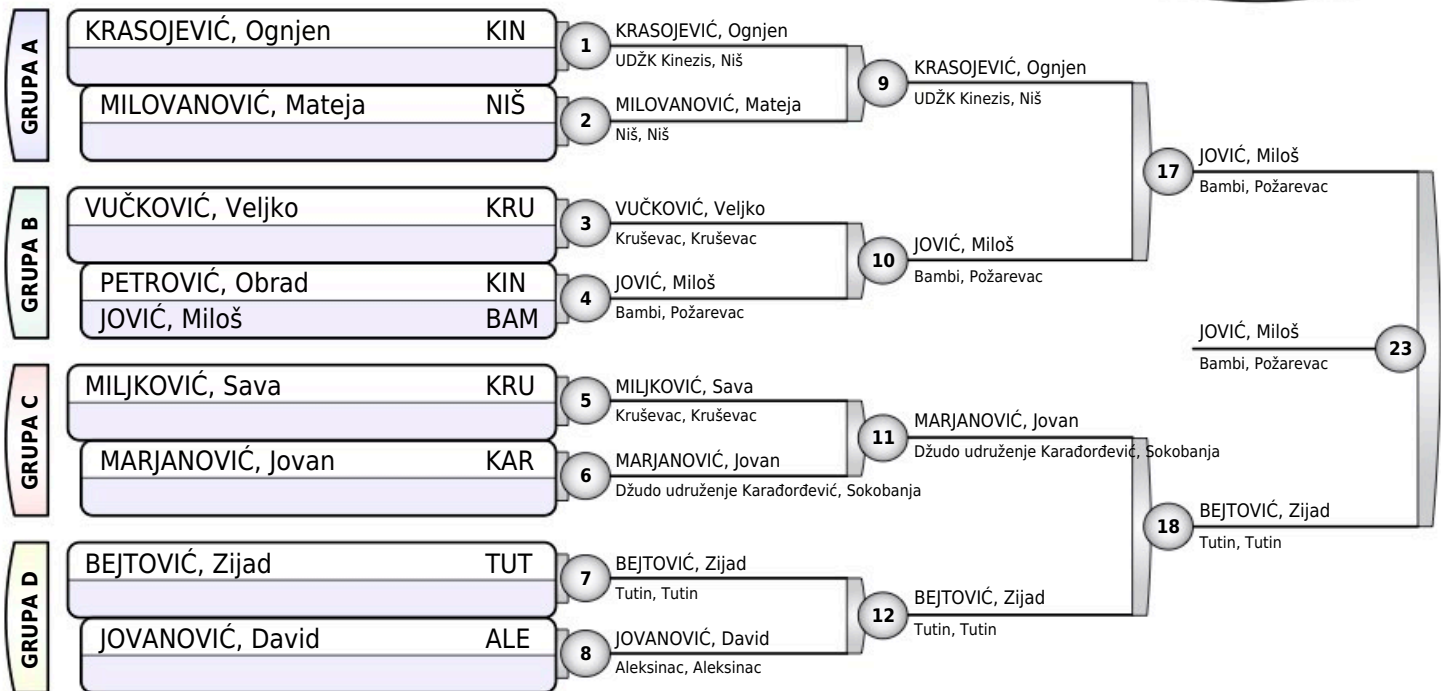 GRUPA A
KRASOJEVIĆ, Ognjen KIN
MILOVANOVIĆ, Mateja NIŠ
1
KRASOJEVIĆ, Ognjen
UDŽK Kinezis, Niš
2
MILOVANOVIĆ, Mateja
Niš, Niš
9
KRASOJEVIĆ, Ognjen
UDŽK Kinezis, Niš
GRUPA B
VUČKOVIĆ, Veljko KRU
PETROVIĆ, Obrad KIN
JOVIĆ, Miloš BAM
3
VUČKOVIĆ, Veljko
Kruševac, Kruševac
4
JOVIĆ, Miloš
Bambi, Požarevac
10
JOVIĆ, Miloš
Bambi, Požarevac
17
JOVIĆ, Miloš
Bambi, Požarevac
GRUPA C
MILJKOVIĆ, Sava KRU
MARJANOVIĆ, Jovan KAR
5
MILJKOVIĆ, Sava
Kruševac, Kruševac
6
MARJANOVIĆ, Jovan
Džudo udruženje Karađorđević, Sokobanja
11
MARJANOVIĆ, Jovan
Džudo udruženje Karađorđević, Sokobanja
GRUPA D
BEJTOVIĆ, Zijad TUT
JOVANOVIĆ, David ALE
7
BEJTOVIĆ, Zijad
Tutin, Tutin
8
JOVANOVIĆ, David
Aleksinac, Aleksinac
12
BEJTOVIĆ, Zijad
Tutin, Tutin
18
BEJTOVIĆ, Zijad
Tutin, Tutin
JOVIĆ, Miloš
Bambi, Požarevac
23